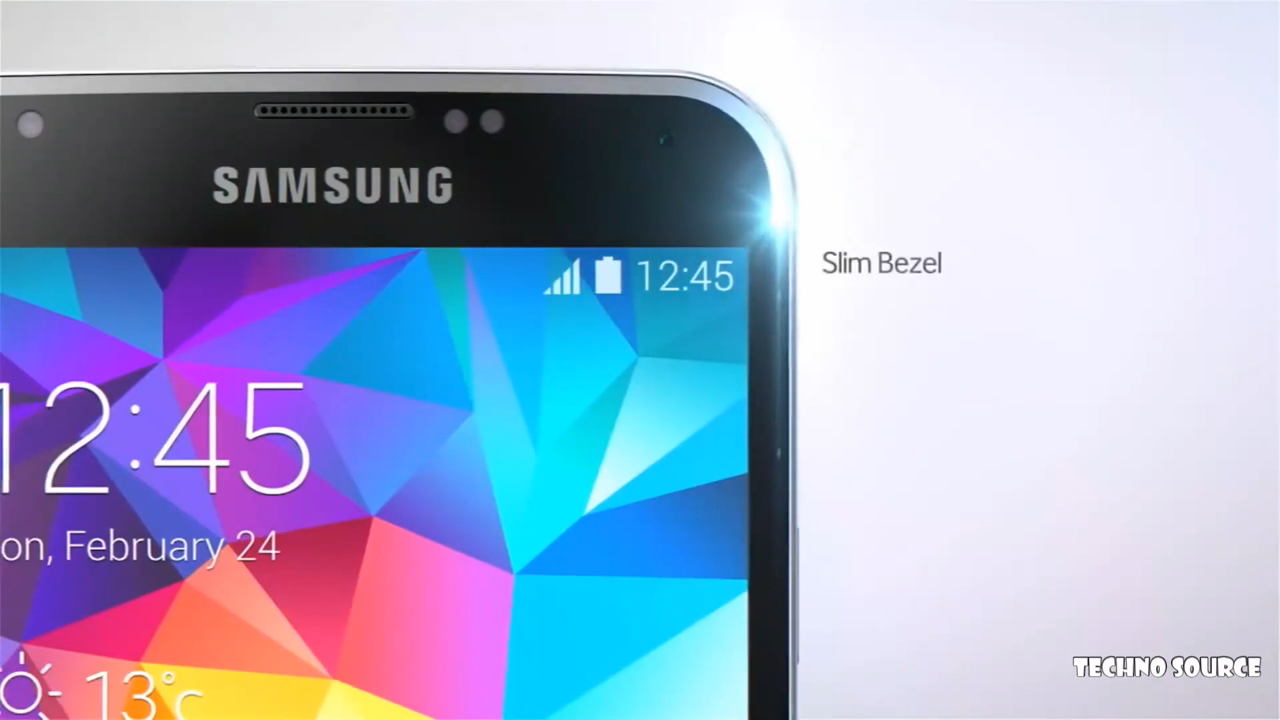 SAMSUNG
12:45
Slim Bezel
12:45
on, February 24
13°c
TECHNO SOURCE